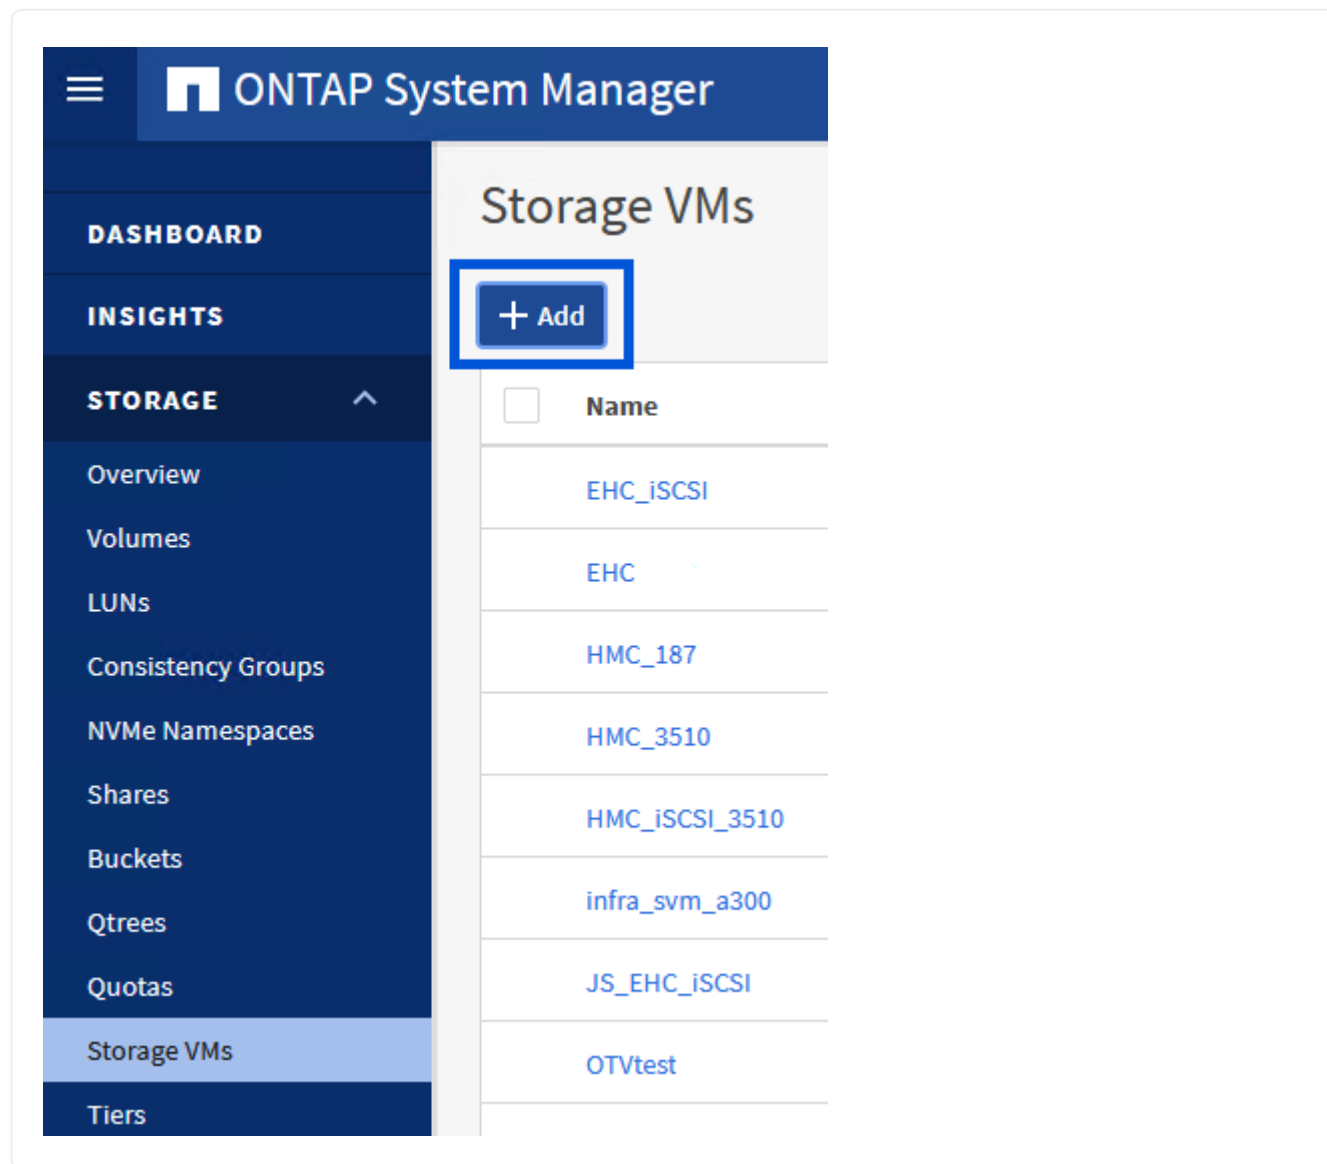 ONTAP System Manager
DASHBOARD
INSIGHTS
STORAGE
Overview
Volumes
LUNs
Consistency Groups
NVMe Namespaces
Shares
Buckets
Qtrees
Quotas
Storage VMs
Tiers
Storage VMs
+ Add
Name
EHC_iSCSI
EHC
HMC_187
HMC_3510
HMC_iSCSI_3510
infra_svm_a300
JS_EHC_iSCSI
OTVtest